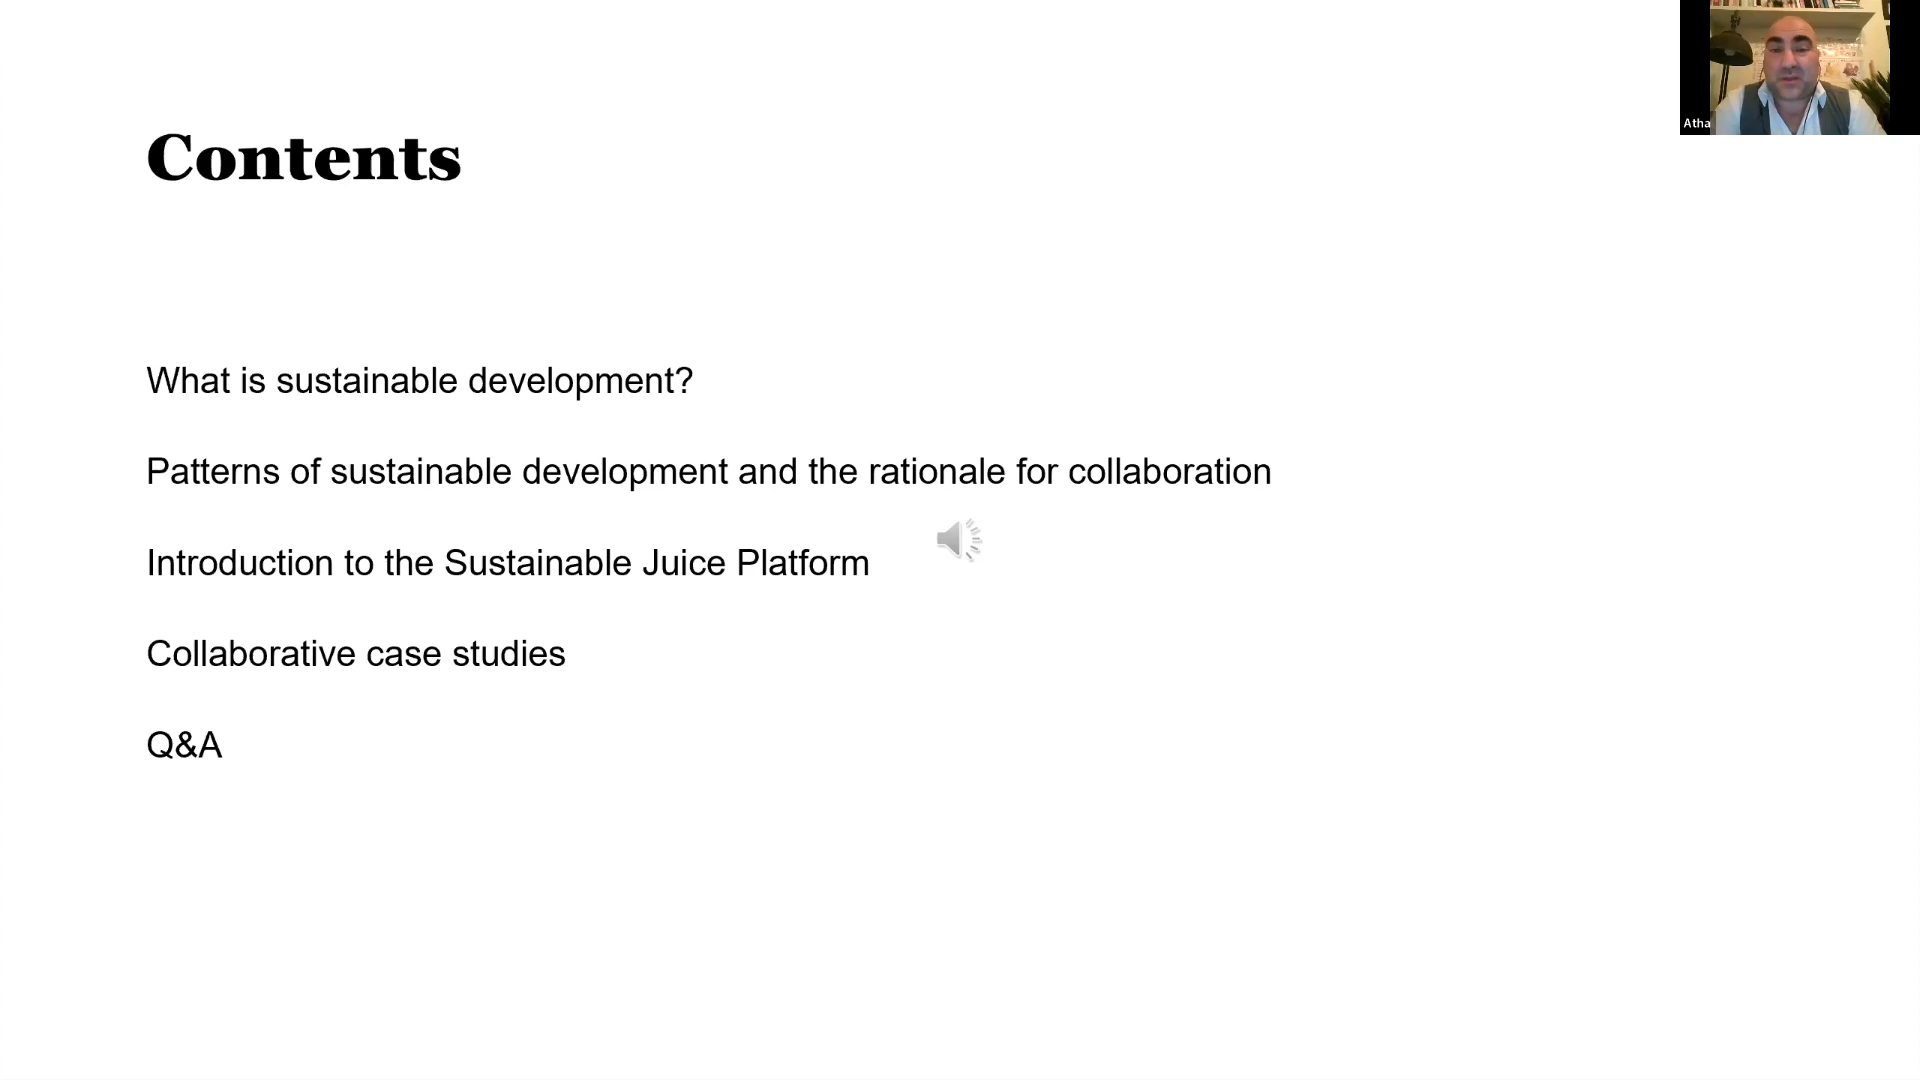 Atha
Contents
What is sustainable development?
Patterns of sustainable development and the rationale for collaboration
Introduction to the Sustainable Juice Platform
Collaborative case studies
Q&A